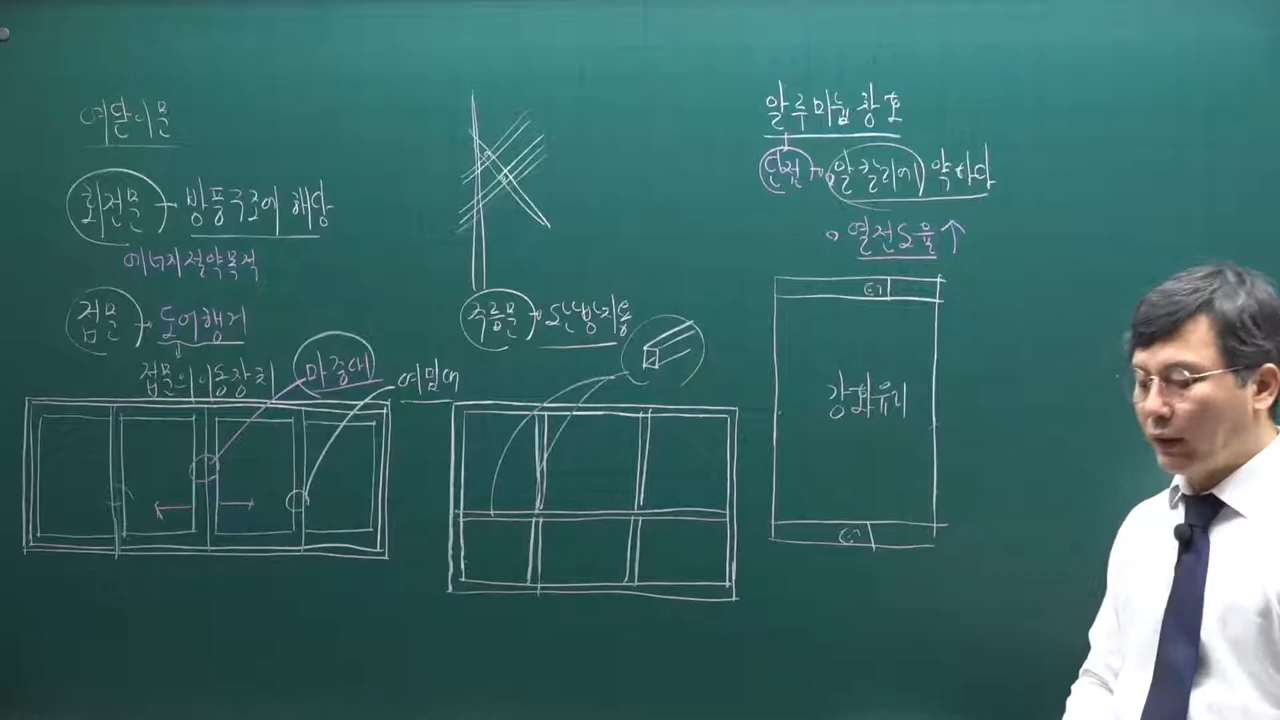 여닫이문
회전문 → 방풍구조에 해당
에너지절약목적
접문 → 도어행거
접문의 이동장치
마중대
여밈대
주름문 → 도난방지용
알루미늄 창호
단점 → 알칼리에 약하다
열전도율↑
강화유리